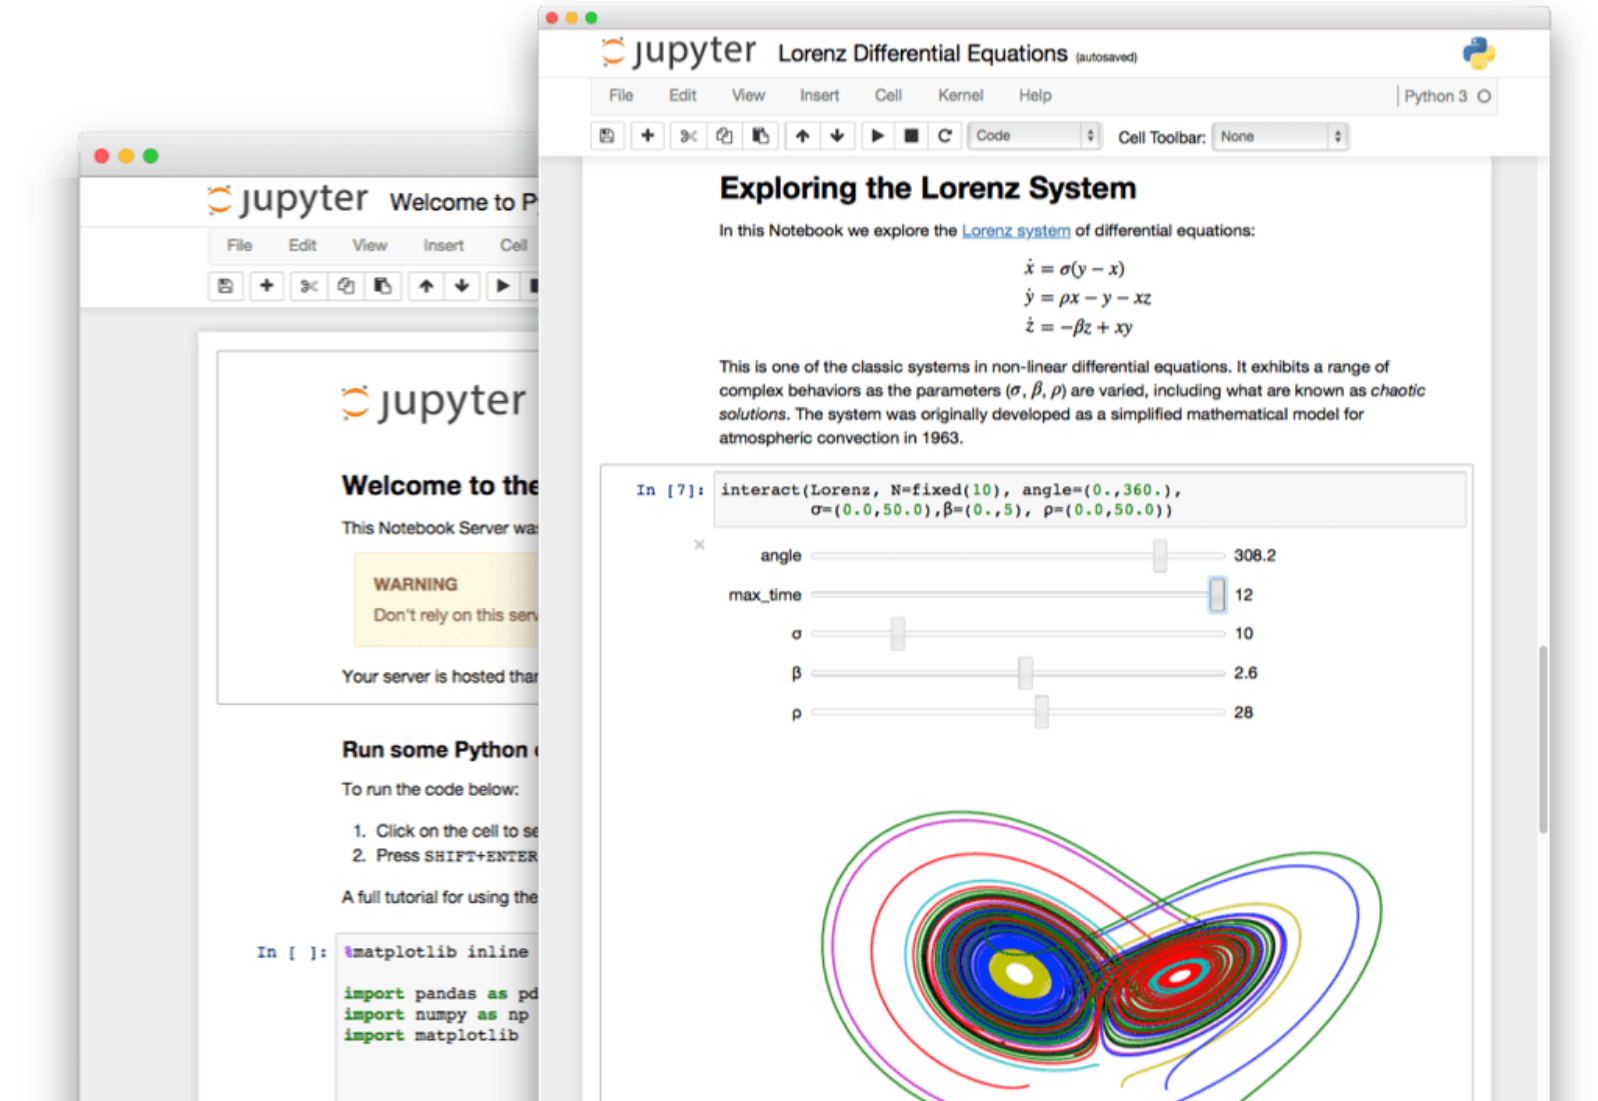 jupyter Lorenz Differential Equations (autosaved)
File Edit View Insert Cell Kernel Help Python 3
Code Cell Toolbar: None
Exploring the Lorenz System
In this Notebook we explore the Lorenz system of differential equations:
ẋ = σ(y − x)
ẏ = ρx − y − xz
ż = −βz + xy
This is one of the classic systems in non-linear differential equations. It exhibits a range of
complex behaviors as the parameters (σ, β, ρ) are varied, including what are known as chaotic
solutions. The system was originally developed as a simplified mathematical model for
atmospheric convection in 1963.
In [7]: interact(Lorenz, N=fixed(10), angle=(0.,360.),
σ=(0.0,50.0),β=(0.,5), ρ=(0.0,50.0))
angle 308.2
max_time 12
σ 10
β 2.6
ρ 28
jupyter Welcome to P
File Edit View Insert Cell
jupyter
Welcome to the
This Notebook Server was
WARNING
Don't rely on this serv
Your server is hosted than
Run some Python
To run the code below:
1. Click on the cell to se
2. Press SHIFT+ENTER
A full tutorial for using the
In [ ]: %matplotlib inline
import pandas as pd
import numpy as np
import matplotlib